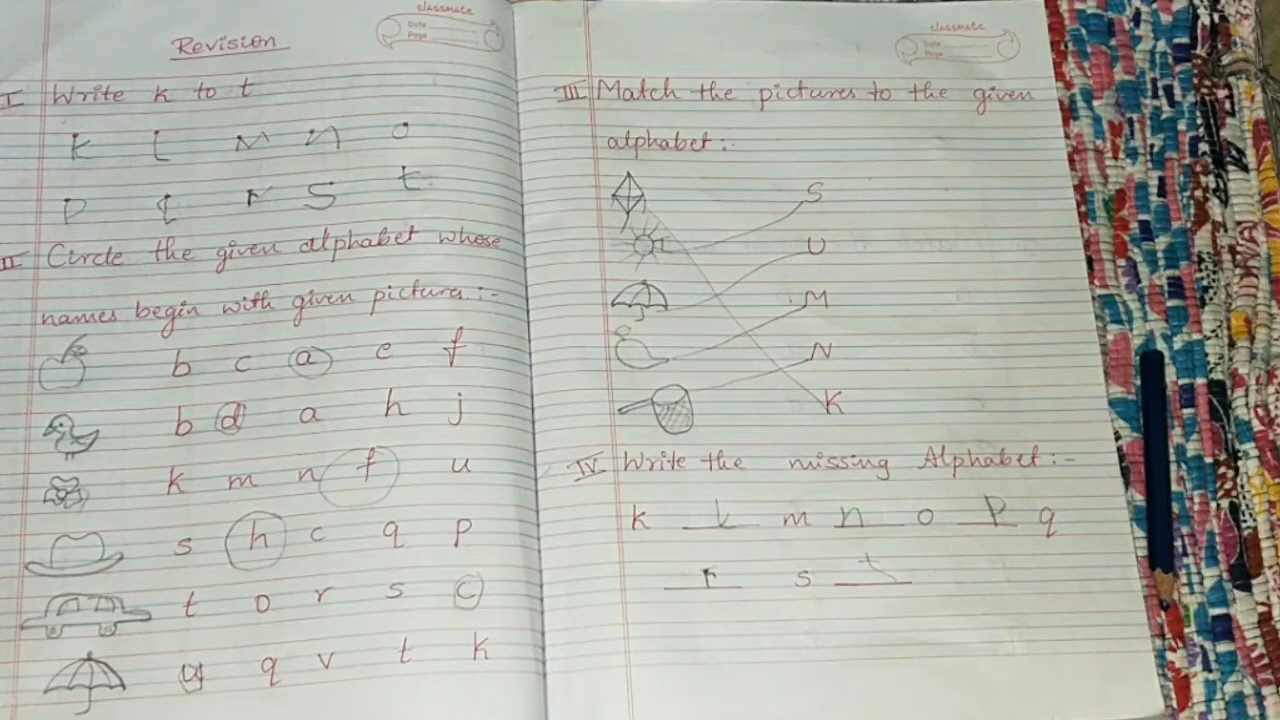 classmate
Date
Page
Revision
I Write k to t
k l m n o
p q r s t
II Circle the given alphabet whose
names begin with given pictures:-
b c a e f
b d a h j
k m n f u
s h c q p
t o r s c
u q v t k
classmate
Date
Page
III Match the pictures to the given
alphabet:-
S
U
M
N
K
IV Write the missing Alphabet:-
k l m n o p q
r s t